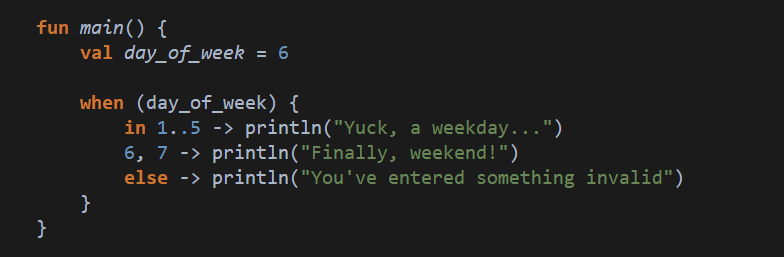 fun main() {
    val day_of_week = 6

    when (day_of_week) {
        in 1..5 -> println("Yuck, a weekday...")
        6, 7 -> println("Finally, weekend!")
        else -> println("You've entered something invalid")
    }
}